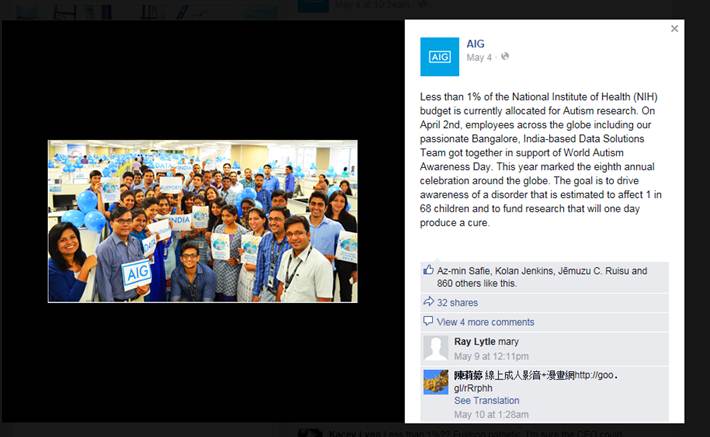 AIG
AIG
May 4
Less than 1% of the National Institute of Health (NIH)
budget is currently allocated for Autism research. On
April 2nd, employees across the globe including our
passionate Bangalore, India-based Data Solutions
Team got together in support of World Autism
Awareness Day. This year marked the eighth annual
celebration around the globe. The goal is to drive
awareness of a disorder that is estimated to affect 1 in
68 children and to fund research that will one day
produce a cure.
SUPPORT
DATA
INDIA
AIG
Az-min Safie, Kolan Jenkins, Jëmuzu C. Ruisu and
860 others like this.
32 shares
View 4 more comments
Ray Lytle mary
May 9 at 12:11pm
陳莉婷 線上成人影音+漫畫網http://goo.
gl/rRrphh
See Translation
May 10 at 1:28am